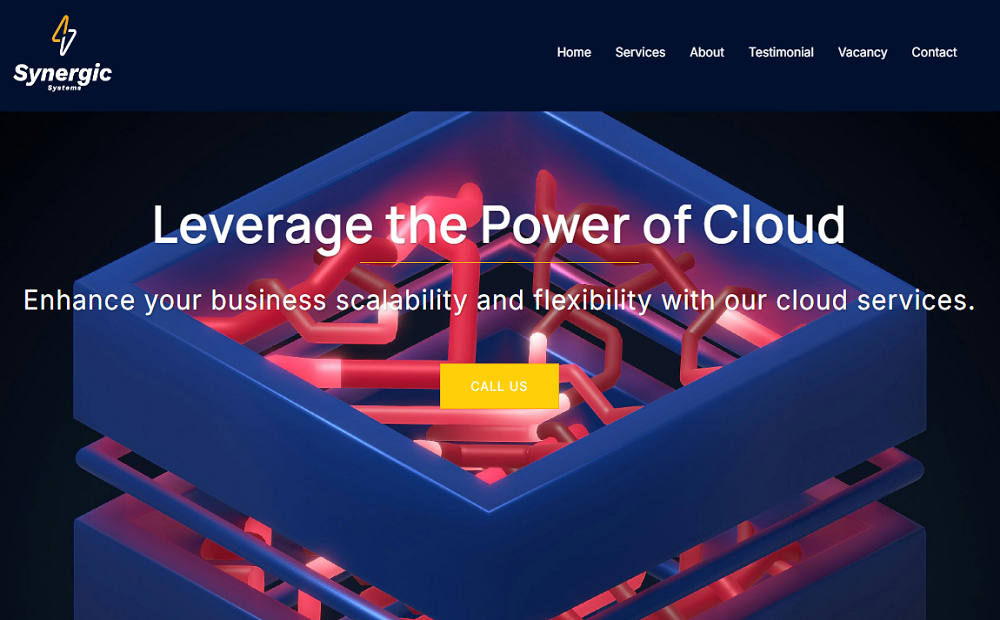 Synergic
Systems
Home Services About Testimonial Vacancy Contact
Leverage the Power of Cloud
Enhance your business scalability and flexibility with our cloud services.
CALL US